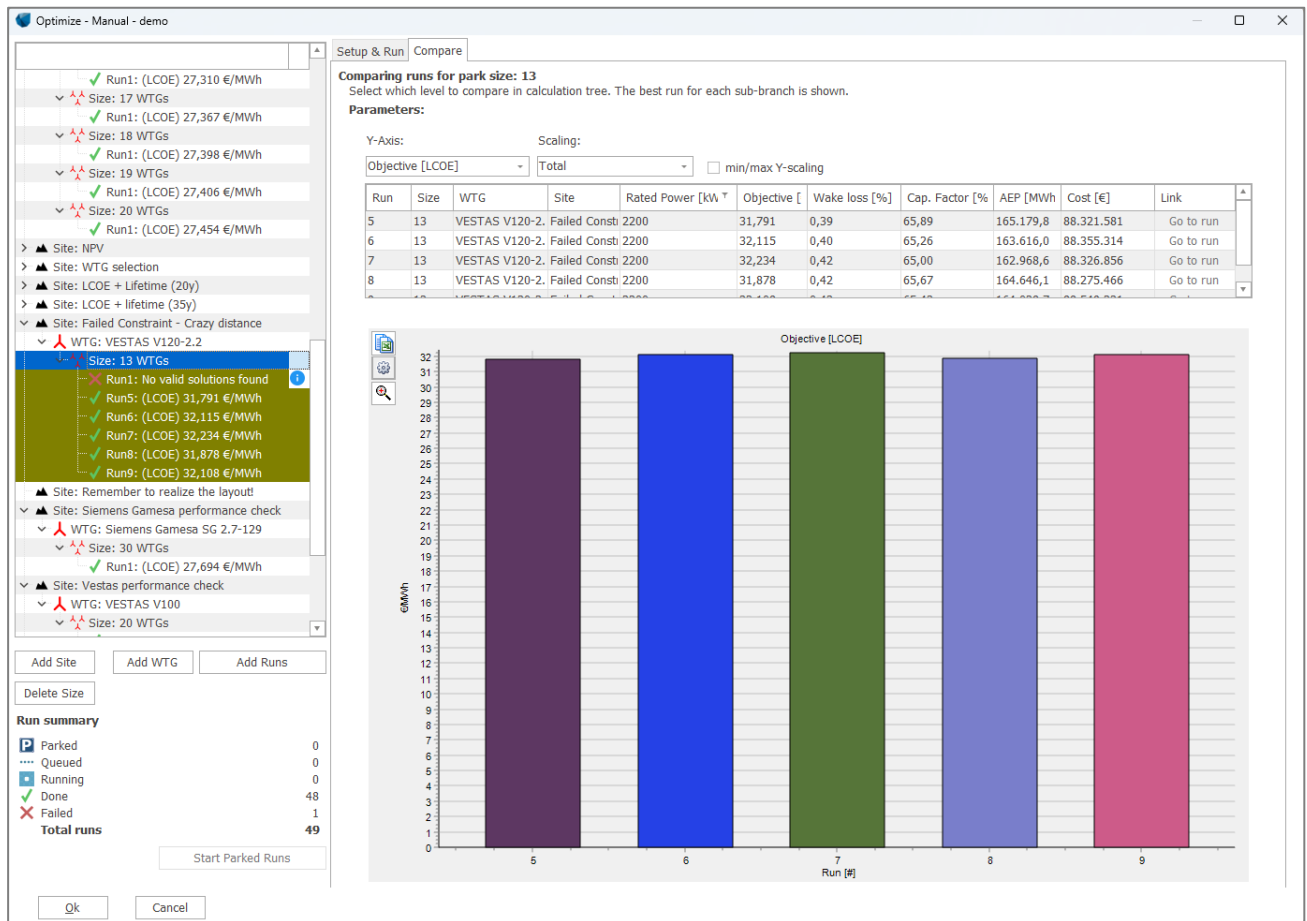 Optimize - Manual - demo
Run1: (LCOE) 27,310 €/MWh
Size: 17 WTGs
Run1: (LCOE) 27,367 €/MWh
Size: 18 WTGs
Run1: (LCOE) 27,398 €/MWh
Size: 19 WTGs
Run1: (LCOE) 27,406 €/MWh
Size: 20 WTGs
Run1: (LCOE) 27,454 €/MWh
Site: NPV
Site: WTG selection
Site: LCOE + Lifetime (20y)
Site: LCOE + lifetime (35y)
Site: Failed Constraint - Crazy distance
WTG: VESTAS V120-2.2
Size: 13 WTGs
Run1: No valid solutions found
Run5: (LCOE) 31,791 €/MWh
Run6: (LCOE) 32,115 €/MWh
Run7: (LCOE) 32,234 €/MWh
Run8: (LCOE) 31,878 €/MWh
Run9: (LCOE) 32,108 €/MWh
Site: Remember to realize the layout!
Site: Siemens Gamesa performance check
WTG: Siemens Gamesa SG 2.7-129
Size: 30 WTGs
Run1: (LCOE) 27,694 €/MWh
Site: Vestas performance check
WTG: VESTAS V100
Size: 20 WTGs
Add Site Add WTG Add Runs
Delete Size
Run summary
P Parked 0
Queued 0
Running 0
Done 48
Failed 1
Total runs 49
Start Parked Runs
Ok Cancel
Setup & Run Compare
Comparing runs for park size: 13
Select which level to compare in calculation tree. The best run for each sub-branch is shown.
Parameters:
Y-Axis: Scaling:
Objective [LCOE] Total min/max Y-scaling
Run Size WTG Site Rated Power [kW Objective [ Wake loss [%] Cap. Factor [% AEP [MWh Cost [€] Link
5 13 VESTAS V120-2. Failed Constr 2200 31,791 0,39 65,89 165.179,8 88.321.581 Go to run
6 13 VESTAS V120-2. Failed Constr 2200 32,115 0,40 65,26 163.616,0 88.355.314 Go to run
7 13 VESTAS V120-2. Failed Constr 2200 32,234 0,42 65,00 162.968,6 88.326.856 Go to run
8 13 VESTAS V120-2. Failed Constr 2200 31,878 0,42 65,67 164.646,1 88.275.466 Go to run
Objective [LCOE]
€/MWh
32
31
30
29
28
27
26
25
24
23
22
21
20
19
18
17
16
15
14
13
12
11
10
9
8
7
6
5
4
3
2
1
0
5 6 7 8 9
Run [#]